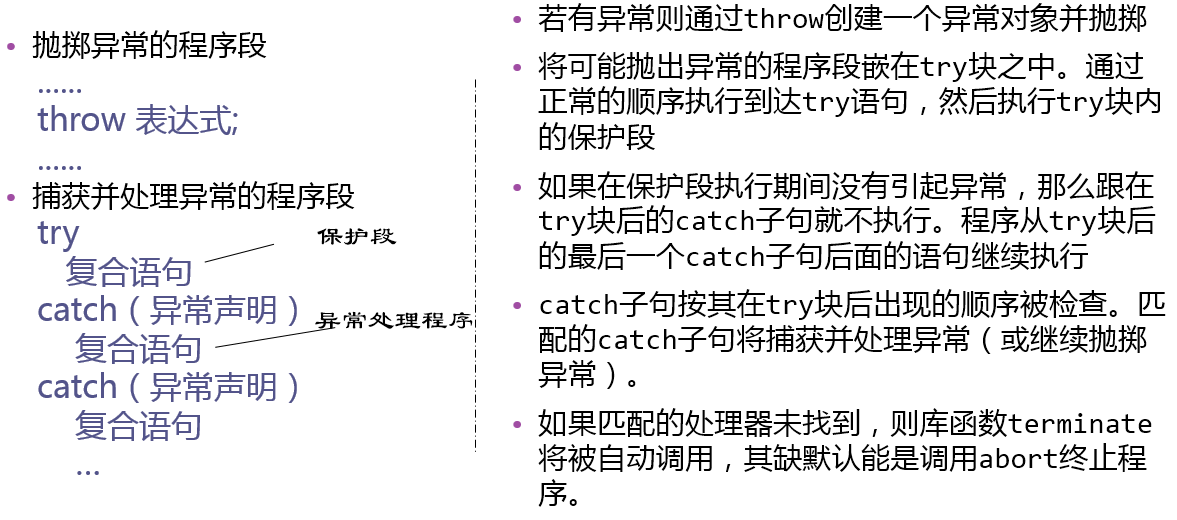 • 抛掷异常的程序段
……
throw 表达式;
……
• 捕获并处理异常的程序段
try
复合语句
保护段
catch（异常声明）
复合语句
异常处理程序
catch（异常声明）
复合语句
…
• 若有异常则通过throw创建一个异常对象并抛掷
• 将可能抛出异常的程序段嵌在try块之中。通过
正常的顺序执行到达try语句，然后执行try块内
的保护段
• 如果在保护段执行期间没有引起异常，那么跟在
try块后的catch子句就不执行。程序从try块后
的最后一个catch子句后面的语句继续执行
• catch子句按其在try块后出现的顺序被检查。匹
配的catch子句将捕获并处理异常（或继续抛掷
异常）。
• 如果匹配的处理器未找到，则库函数terminate
将被自动调用，其缺默认能是调用abort终止程
序。